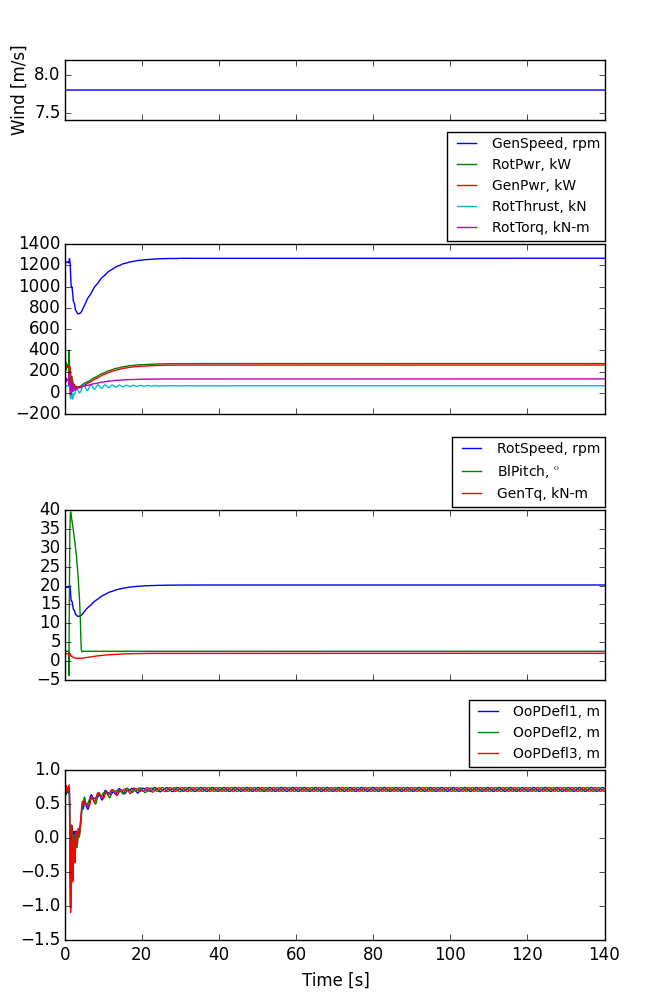 Wind [m/s]
8.0
7.5
GenSpeed, rpm
RotPwr, kW
GenPwr, kW
RotThrust, kN
RotTorq, kN-m
1400
1200
1000
800
600
400
200
0
−200
RotSpeed, rpm
BlPitch, °
GenTq, kN-m
40
35
30
25
20
15
10
5
0
−5
OoPDefl1, m
OoPDefl2, m
OoPDefl3, m
1.0
0.5
0.0
−0.5
−1.0
−1.5
0 20 40 60 80 100 120 140
Time [s]